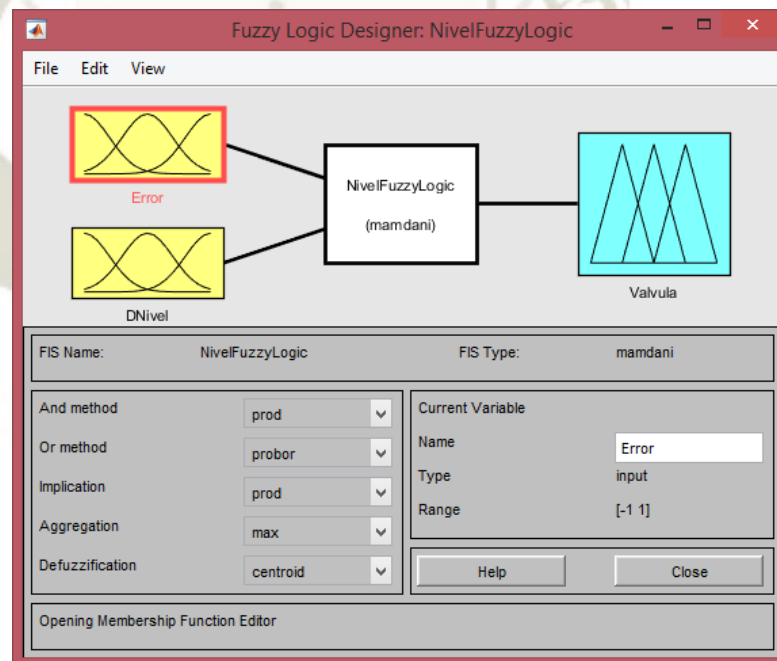 Fuzzy Logic Designer: NivelFuzzyLogic
File Edit View
Error
DNivel
NivelFuzzyLogic
(mamdani)
Valvula
FIS Name: NivelFuzzyLogic FIS Type: mamdani
And method prod
Or method probor
Implication prod
Aggregation max
Defuzzification centroid
Current Variable
Name Error
Type input
Range [-1 1]
Help Close
Opening Membership Function Editor